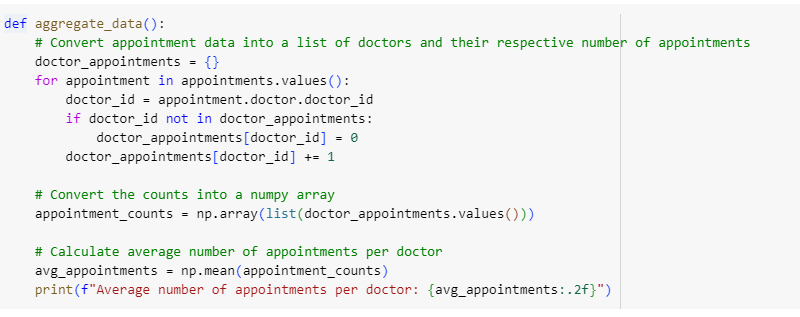 def aggregate_data():
    # Convert appointment data into a list of doctors and their respective number of appointments
    doctor_appointments = {}
    for appointment in appointments.values():
        doctor_id = appointment.doctor.doctor_id
        if doctor_id not in doctor_appointments:
            doctor_appointments[doctor_id] = 0
        doctor_appointments[doctor_id] += 1

    # Convert the counts into a numpy array
    appointment_counts = np.array(list(doctor_appointments.values()))

    # Calculate average number of appointments per doctor
    avg_appointments = np.mean(appointment_counts)
    print(f"Average number of appointments per doctor: {avg_appointments:.2f}")